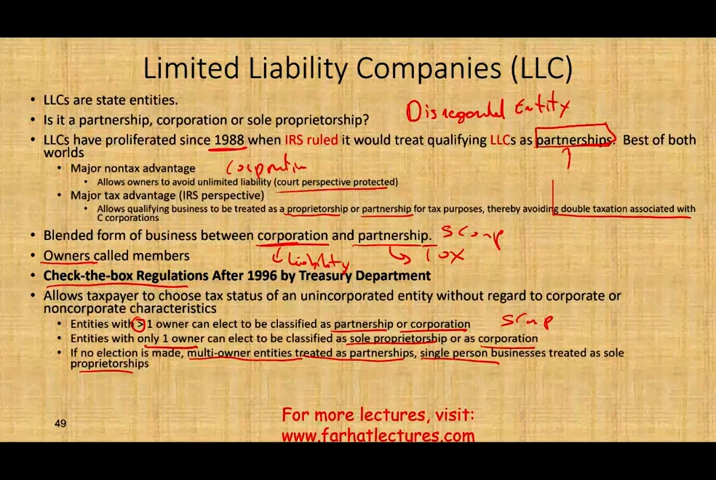 Limited Liability Companies (LLC)
• LLCs are state entities.
• Is it a partnership, corporation or sole proprietorship?
Disregarded Entity
• LLCs have proliferated since 1988 when IRS ruled it would treat qualifying LLCs as partnerships. Best of both
worlds
• Major nontax advantage
Corporation
• Allows owners to avoid unlimited liability (court perspective protected)
• Major tax advantage (IRS perspective)
• Allows qualifying business to be treated as a proprietorship or partnership for tax purposes, thereby avoiding double taxation associated with
C corporations
• Blended form of business between corporation and partnership.
S Corp
• Owners called members
Liability
Tax
• Check-the-box Regulations After 1996 by Treasury Department
• Allows taxpayer to choose tax status of an unincorporated entity without regard to corporate or
noncorporate characteristics
• Entities with > 1 owner can elect to be classified as partnership or corporation
S Corp
• Entities with only 1 owner can elect to be classified as sole proprietorship or as corporation
• If no election is made, multi-owner entities treated as partnerships, single person businesses treated as sole
proprietorships
49
For more lectures, visit:
www.farhatlectures.com